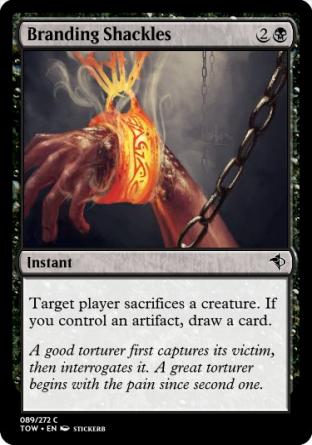 Branding Shackles 2
Instant
Target player sacrifices a creature. If
you control an artifact, draw a card.
A good torturer first captures its victim,
then interrogates it. A great torturer
begins with the pain since second one.
089/272 C
TOW • EN STICKERB